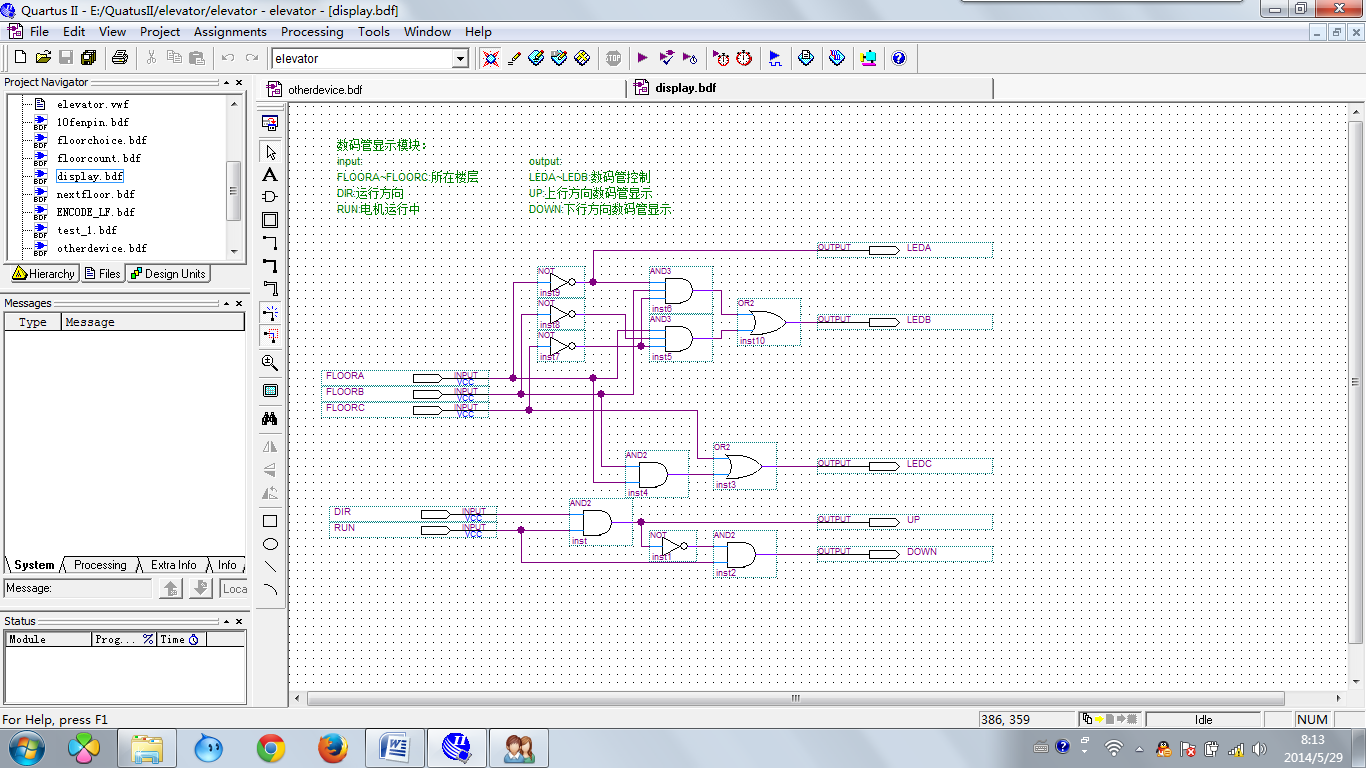 Quartus II - E:/QuatusII/elevator/elevator - elevator - [display.bdf]
File Edit View Project Assignments Processing Tools Window Help
elevator
STOP
Project Navigator
elevator.vwf
10fenpin.bdf
floorchoice.bdf
floorcount.bdf
display.bdf
nextfloor.bdf
ENCODE_LF.bdf
test_1.bdf
otherdevice.bdf
Hierarchy Files Design Units
Messages
Type Message
System Processing Extra Info Info
Message: Loca
Status
Module Prog... % Time
otherdevice.bdf display.bdf
数码管显示模块：
input: output:
FLOORA~FLOORC:所在楼层 LEDA~LEDB:数码管控制
DIR:运行方向 UP:上行方向数码管显示
RUN:电机运行中 DOWN:下行方向数码管显示
OUTPUT LEDA
NOT AND3
inst9
inst6
OR2
NOT AND3
inst8
OUTPUT LEDB
NOT
inst7 inst5 inst10
FLOORA INPUT VCC
FLOORB INPUT VCC
FLOORC INPUT VCC
AND2 OR2
OUTPUT LEDC
inst4 inst3
AND2
DIR INPUT VCC
OUTPUT UP
RUN INPUT VCC
inst
NOT AND2
OUTPUT DOWN
inst1 inst2
For Help, press F1 386, 359 Idle NUM
8:13
2014/5/29